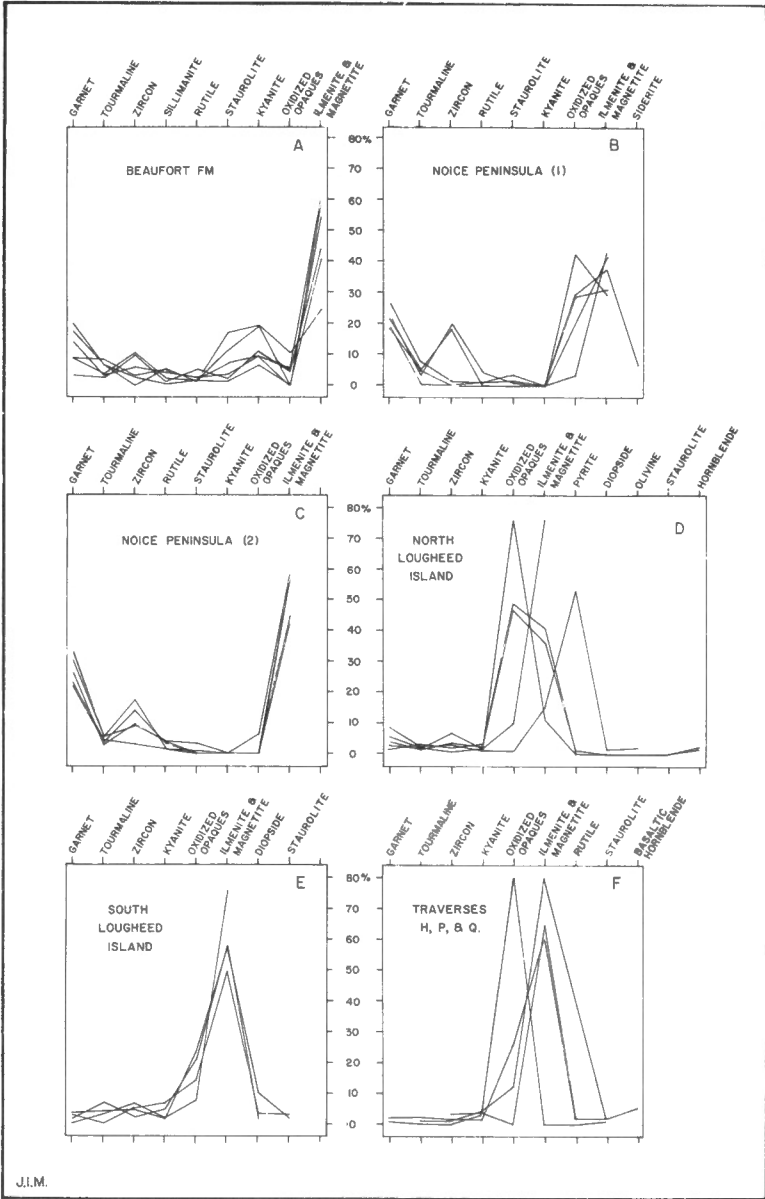 GARNET
TOURMALINE
ZIRCON
SILLIMANITE
RUTILE
STAUROLITE
KYANITE
OXIDIZED
OPAQUES
ILMENITE &
MAGNETITE
A
BEAUFORT FM
80%
70
60
50
40
30
20
10
0
GARNET
TOURMALINE
ZIRCON
RUTILE
STAUROLITE
KYANITE
OXIDIZED
OPAQUES
ILMENITE &
MAGNETITE
SIDENITE
B
NOICE PENINSULA (1)
GARNET
TOURMALINE
ZIRCON
RUTILE
STAUROLITE
KYANITE
OXIDIZED
OPAQUES
ILMENITE &
MAGNETITE
C
NOICE PENINSULA (2)
80%
70
60
50
40
30
20
10
0
GARNET
TOURMALINE
ZIRCON
KYANITE
OXIDIZED
OPAQUES
ILMENITE &
MAGNETITE
PYRITE
DIOPSIDE
OLIVINE
STAUROLITE
HORNBLENDE
D
NORTH
LOUGHEED
ISLAND
GARNET
TOURMALINE
ZIRCON
KYANITE
OXIDIZED
OPAQUES
ILMENITE &
MAGNETITE
DIOPSIDE
STAUROLITE
E
SOUTH
LOUGHEED
ISLAND
80%
70
60
50
40
30
20
10
0
GARNET
TOURMALINE
ZIRCON
KYANITE
OXIDIZED
OPAQUES
ILMENITE &
MAGNETITE
RUTILE
STAUROLITE
BASALTIC
HORNBLENDE
F
TRAVERSES
H, P, & Q.
J.I.M.